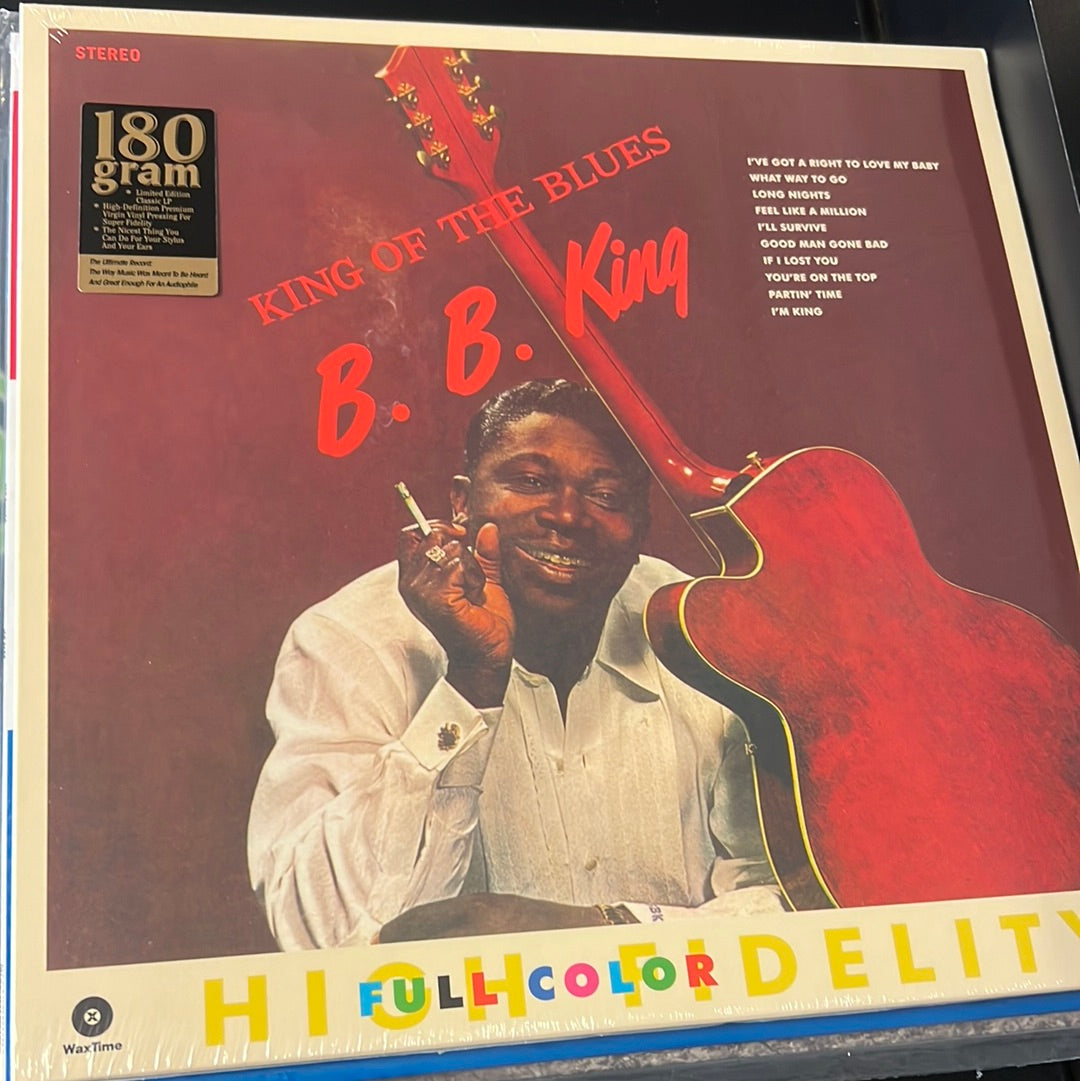 STEREO
180
gram
* Limited Edition
Classic LP
* High-Definition Premium
Virgin Vinyl Pressing For
Super Fidelity
* The Nicest Thing You
Can Do For Your Stylus
And Your Ears
The Ultimate Record:
The Way Music Was Meant To Be Heard
And Great Enough For An Audiophile
KING OF THE BLUES
B. B. King
I'VE GOT A RIGHT TO LOVE MY BABY
WHAT WAY TO GO
LONG NIGHTS
FEEL LIKE A MILLION
I'LL SURVIVE
GOOD MAN GONE BAD
IF I LOST YOU
YOU'RE ON THE TOP
PARTIN' TIME
I'M KING
HIGH FIDELITY
FULL COLOR
WaxTime